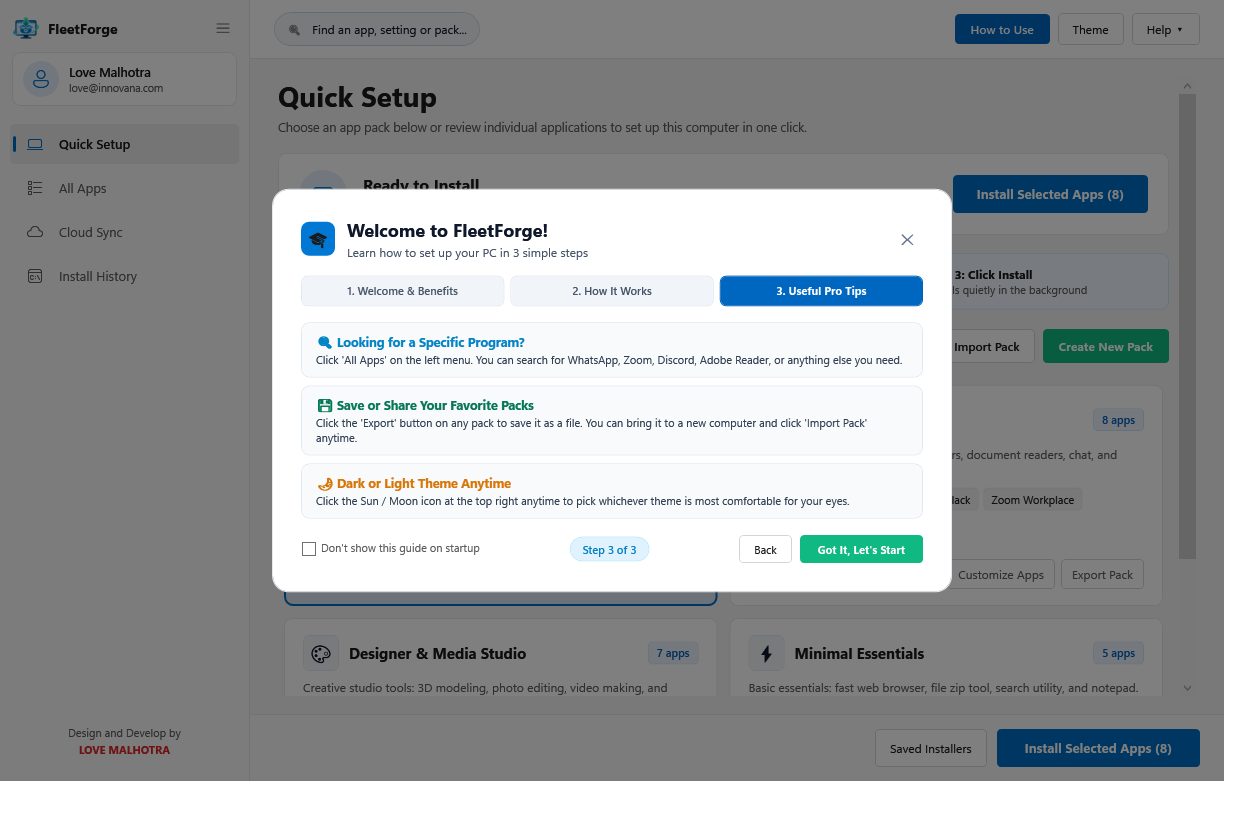 FleetForge
Find an app, setting or pack...
How to Use
Theme
Help
Love Malhotra
love@innovana.com
Quick Setup
All Apps
Cloud Sync
Install History
Design and Develop by
LOVE MALHOTRA
Quick Setup
Choose an app pack below or review individual applications to set up this computer in one click.
Ready to Install
Install Selected Apps (8)
3: Click Install
ls quietly in the background
Import Pack
Create New Pack
8 apps
rs, document readers, chat, and
lack
Zoom Workplace
Customize Apps
Export Pack
Welcome to FleetForge!
Learn how to set up your PC in 3 simple steps
1. Welcome & Benefits
2. How It Works
3. Useful Pro Tips
Looking for a Specific Program?
Click 'All Apps' on the left menu. You can search for WhatsApp, Zoom, Discord, Adobe Reader, or anything else you need.
Save or Share Your Favorite Packs
Click the 'Export' button on any pack to save it as a file. You can bring it to a new computer and click 'Import Pack'
anytime.
Dark or Light Theme Anytime
Click the Sun / Moon icon at the top right anytime to pick whichever theme is most comfortable for your eyes.
Don't show this guide on startup
Step 3 of 3
Back
Got It, Let's Start
Designer & Media Studio
7 apps
Creative studio tools: 3D modeling, photo editing, video making, and
Minimal Essentials
5 apps
Basic essentials: fast web browser, file zip tool, search utility, and notepad.
Saved Installers
Install Selected Apps (8)